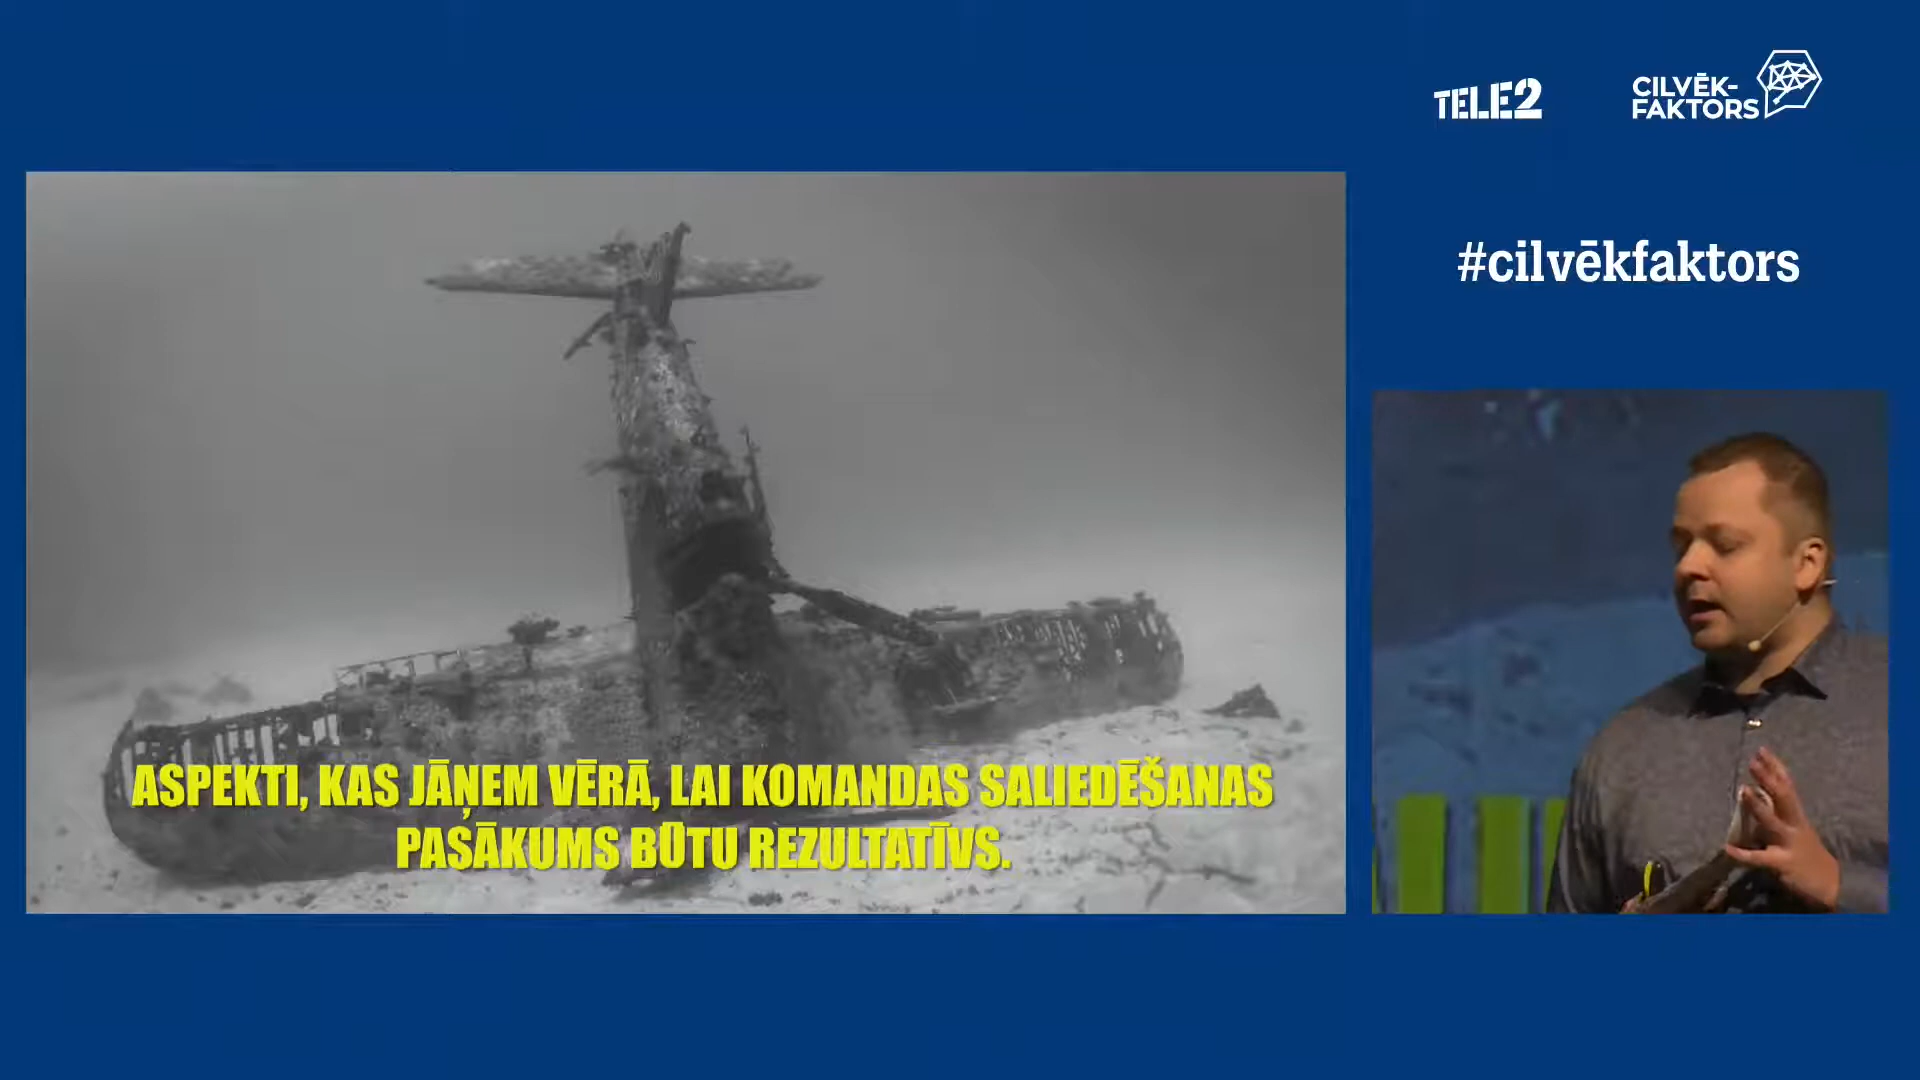 TELE2
CILVĒK-
FAKTORS
#cilvēkfaktors
ASPEKTI, KAS JĀŅEM VĒRĀ, LAI KOMANDAS SALIEDĒŠANAS
PASĀKUMS BŪTU REZULTATĪVS.